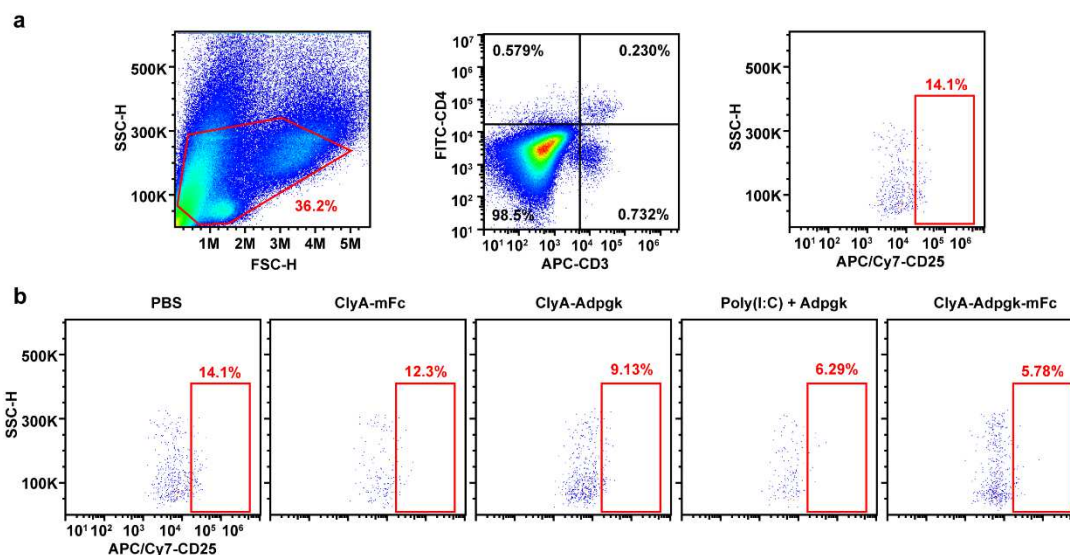 a
500K
300K
100K
SSC-H
36.2%
1M 2M 3M 4M 5M
FSC-H
10⁷
10⁶
10⁵
10⁴
10³
10²
10¹
FITC-CD4
0.579%
0.230%
98.5%
0.732%
10¹ 10² 10³ 10⁴ 10⁵ 10⁶
APC-CD3
500K
300K
100K
SSC-H
14.1%
10¹ 10² 10³ 10⁴ 10⁵ 10⁶
APC/Cy7-CD25
b
PBS
ClyA-mFc
ClyA-Adpgk
Poly(I:C) + Adpgk
ClyA-Adpgk-mFc
500K
300K
100K
SSC-H
14.1%
12.3%
9.13%
6.29%
5.78%
10¹ 10² 10³ 10⁴ 10⁵ 10⁶
APC/Cy7-CD25